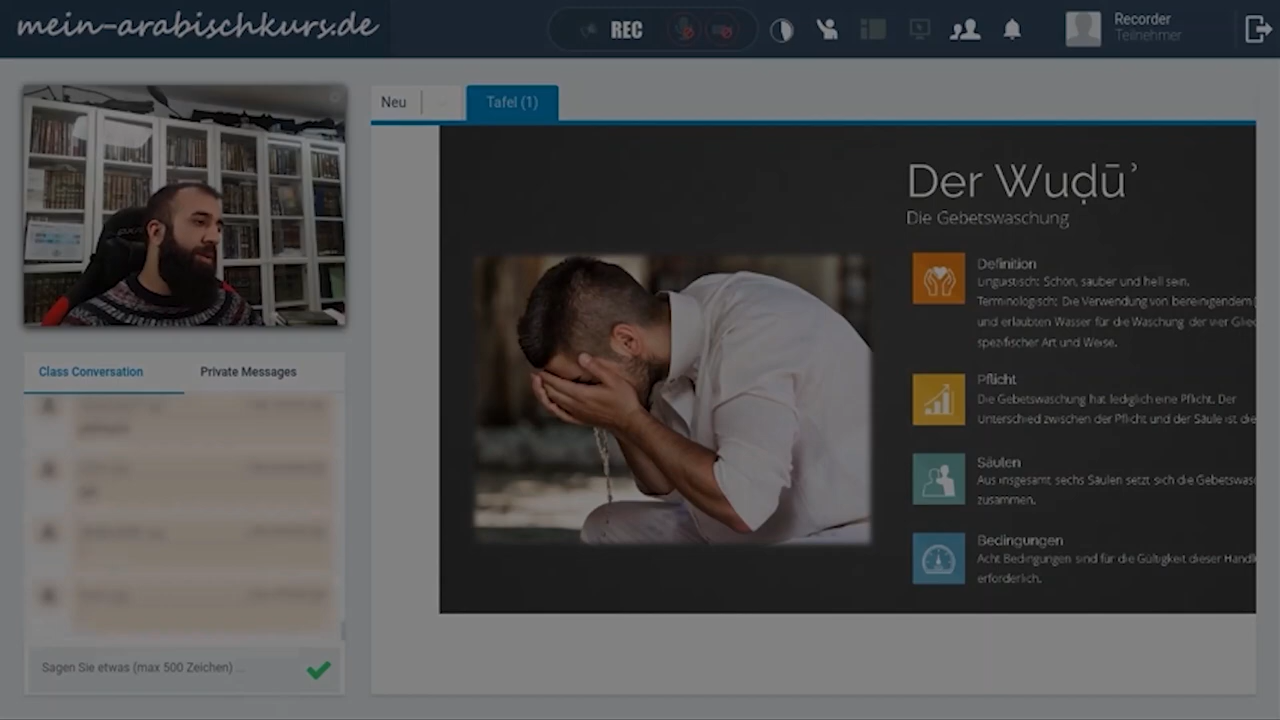 mein-arabischkurs.de
REC
Recorder
Teilnehmer
Neu
Tafel (1)
Class Conversation
Private Messages
Sagen Sie etwas (max 500 Zeichen) ...
Der Wuḍūʾ
Die Gebetswaschung
Definition
Linguistisch: Schön, sauber und hell sein.
Terminologisch: Die Verwendung von bereinigendem
und erlaubten Wasser für die Waschung der vier
spezifischer Art und Weise.
Pflicht
Die Gebetswaschung hat lediglich eine Pflicht. Der
Unterschied zwischen der Pflicht und der Säule ist
Säulen
Aus insgesamt sechs Säulen setzt sich die
zusammen.
Bedingungen
Acht Bedingungen sind für die Gültigkeit dieser
erforderlich.